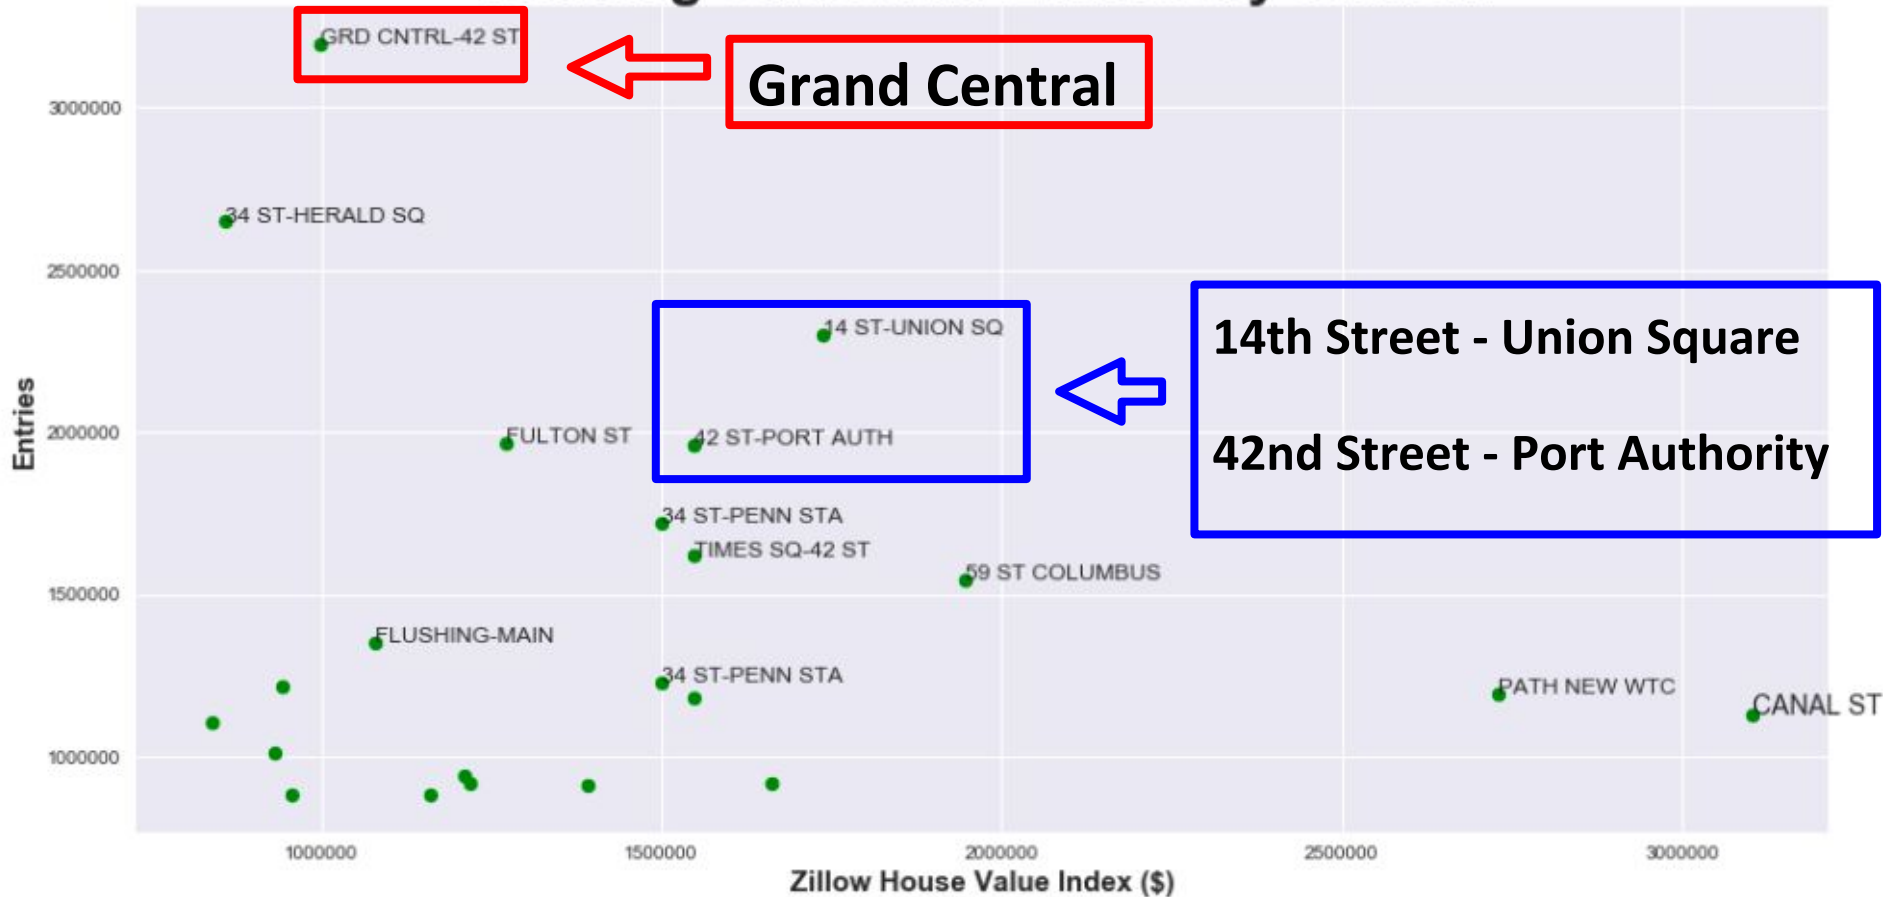 GRD CNTRL-42 ST
Grand Central
3000000
34 ST-HERALD SQ
2500000
14 ST-UNION SQ
14th Street - Union Square
FULTON ST
42 ST-PORT AUTH
42nd Street - Port Authority
2000000
Entries
34 ST-PENN STA
TIMES SQ-42 ST
59 ST COLUMBUS
1500000
FLUSHING-MAIN
34 ST-PENN STA
PATH NEW WTC
CANAL ST
1000000
1000000
1500000
2000000
2500000
3000000
Zillow House Value Index ($)